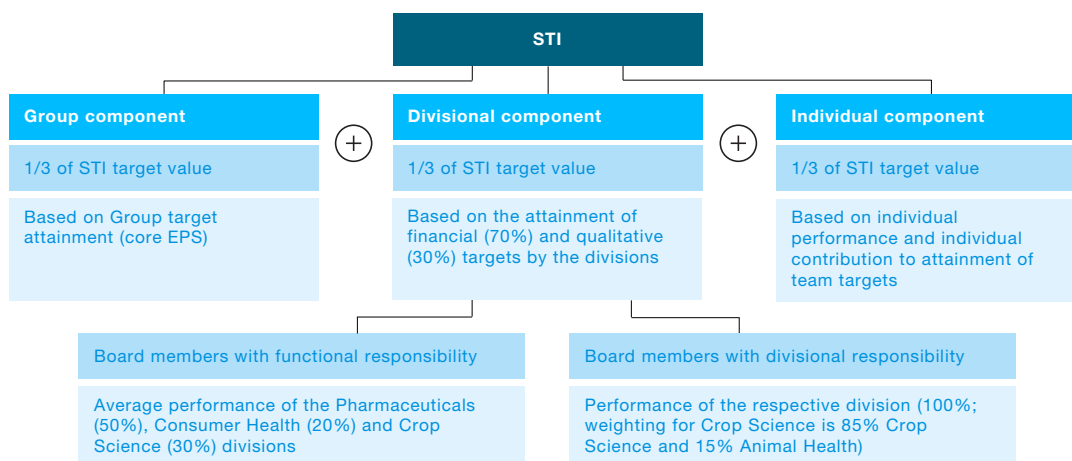 STI
Group component
1/3 of STI target value
Based on Group target
attainment (core EPS)
+
Divisional component
1/3 of STI target value
Based on the attainment of
financial (70%) and qualitative
(30%) targets by the divisions
+
Individual component
1/3 of STI target value
Based on individual
performance and individual
contribution to attainment of
team targets
Board members with functional responsibility
Average performance of the Pharmaceuticals
(50%), Consumer Health (20%) and Crop
Science (30%) divisions
Board members with divisional responsibility
Performance of the respective division (100%;
weighting for Crop Science is 85% Crop
Science and 15% Animal Health)